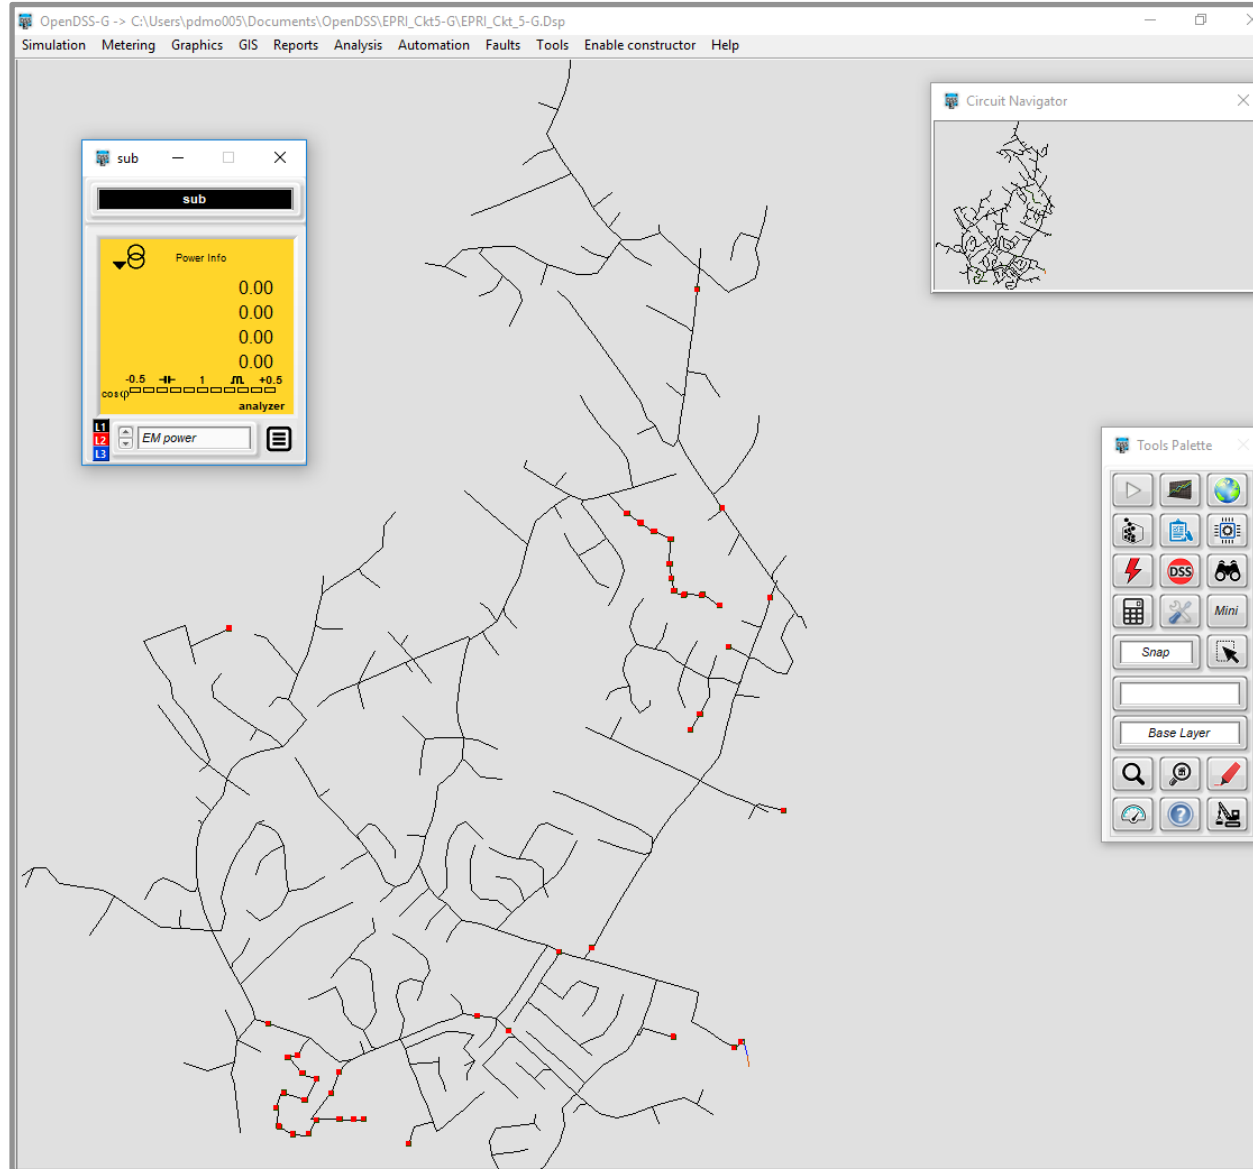 OpenDSS-G -> C:\Users\pdmo005\Documents\OpenDSS\EPRI_Ckt5-G\EPRI_Ckt_5-G.Dsp
Simulation Metering Graphics GIS Reports Analysis Automation Faults Tools Enable constructor Help
sub
sub
Power Info
0.00
0.00
0.00
0.00
-0.5 1 +0.5
cosφ
analyzer
L1
L2
L3
EM power
Circuit Navigator
Tools Palette
DSS
Mini
Snap
Base Layer